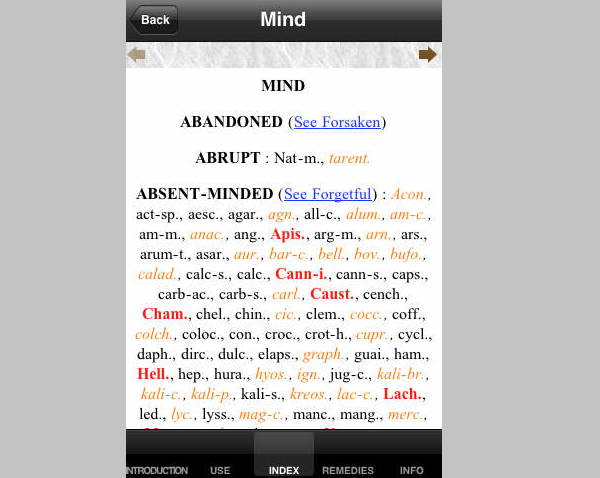 Back Mind
MIND
ABANDONED (See Forsaken)
ABRUPT : Nat-m., tarent.
ABSENT-MINDED (See Forgetful) : Acon.,
act-sp., aesc., agar., agn., all-c., alum., am-c.,
am-m., anac., ang., Apis., arg-m., arn., ars.,
arum-t., asar., aur., bar-c., bell., bov., bufo.,
calad., calc-s., calc., Cann-i., cann-s., caps.,
carb-ac., carb-s., carl., Caust., cench.,
Cham., chel., chin., cic., clem., cocc., coff.,
colch., coloc., con., croc., crot-h., cupr., cycl.,
daph., dirc., dulc., elaps., graph., guai., ham.,
Hell., hep., hura., hyos., ign., jug-c., kali-br.,
kali-c., kali-p., kali-s., kreos., lac-c., Lach.,
led., lyc., lyss., mag-c., manc., mang., merc.,
INTRODUCTION USE INDEX REMEDIES INFO